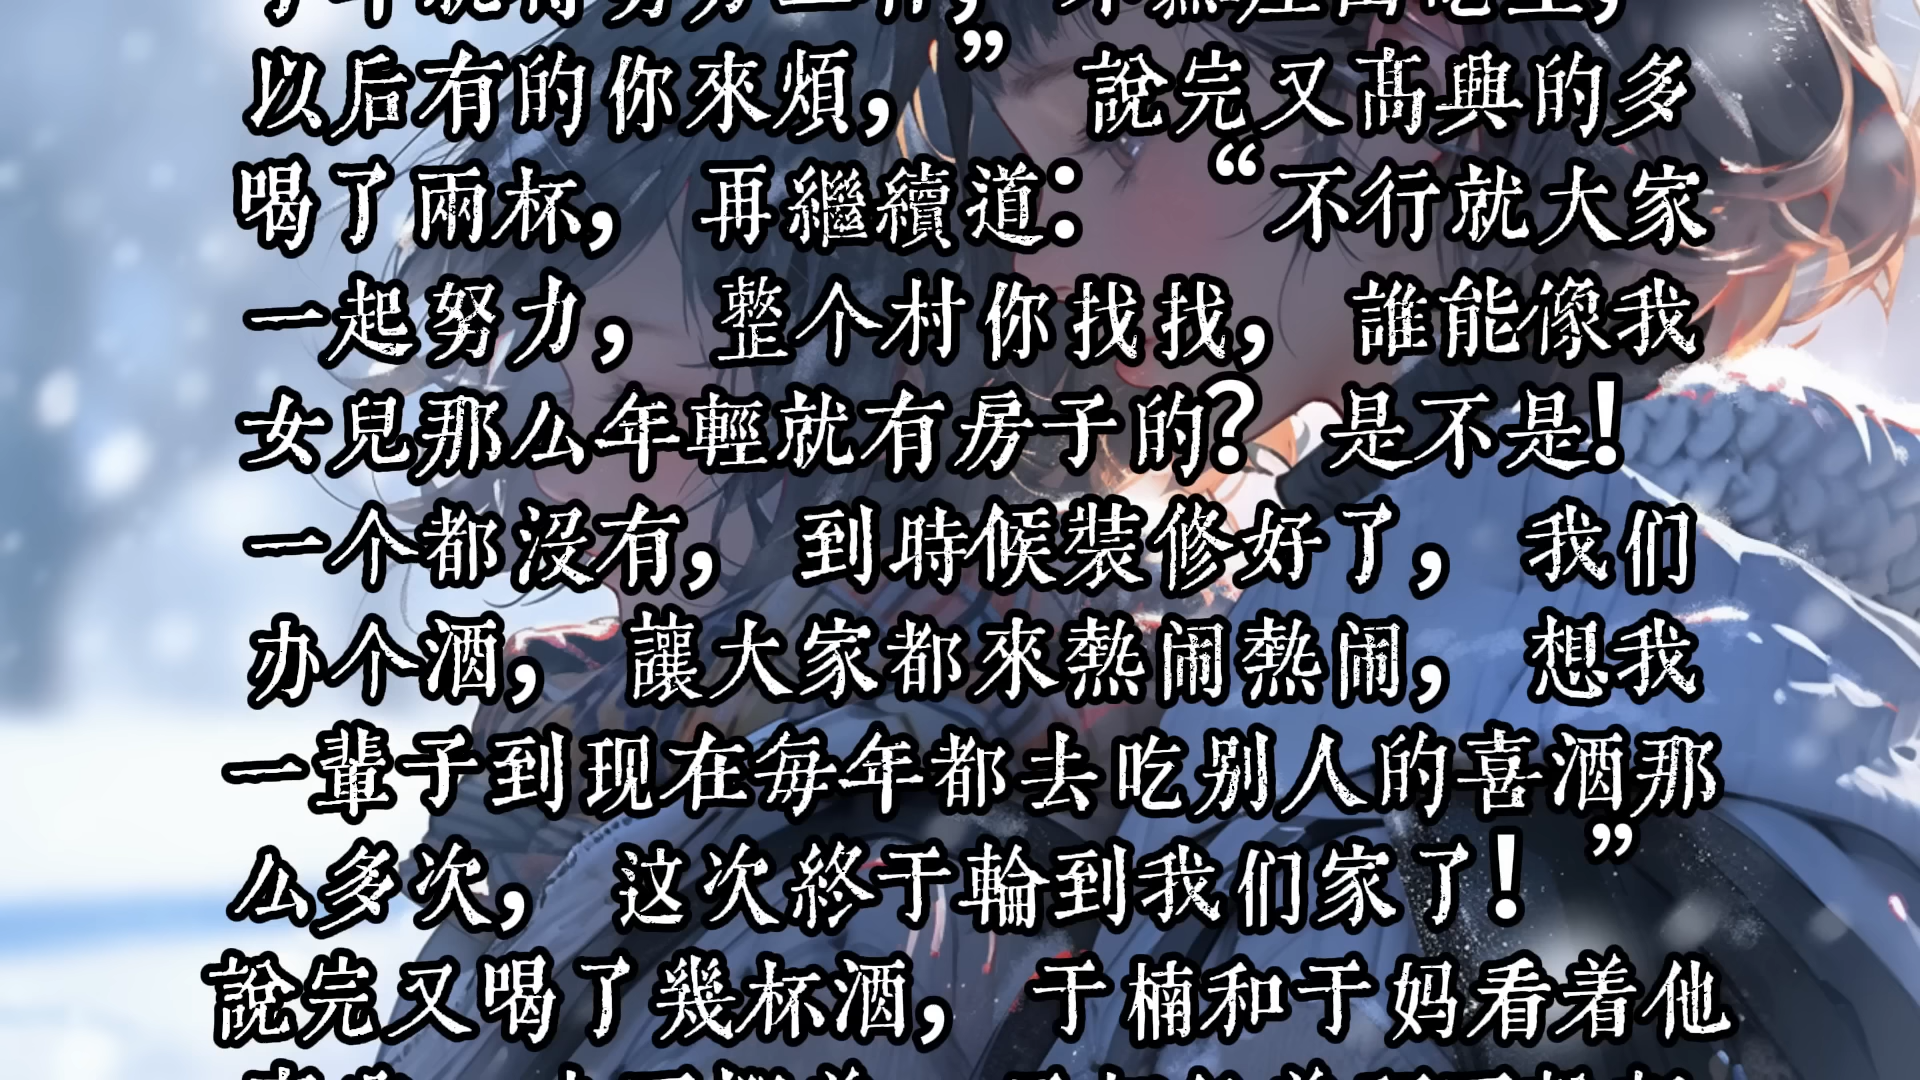 以后有的你來煩，”說完又高興的多
喝了兩杯，再繼續道：“不行就大家
一起努力，整个村你找找，誰能像我
女兒那么年輕就有房子的？是不是！
一个都沒有，到時候裝修好了，我们
办个酒，讓大家都來熱闹熱闹，想我
一輩子到现在每年都去吃别人的喜酒那
么多次，这次終于輪到我们家了！”
說完又喝了幾杯酒，于楠和于妈看着他